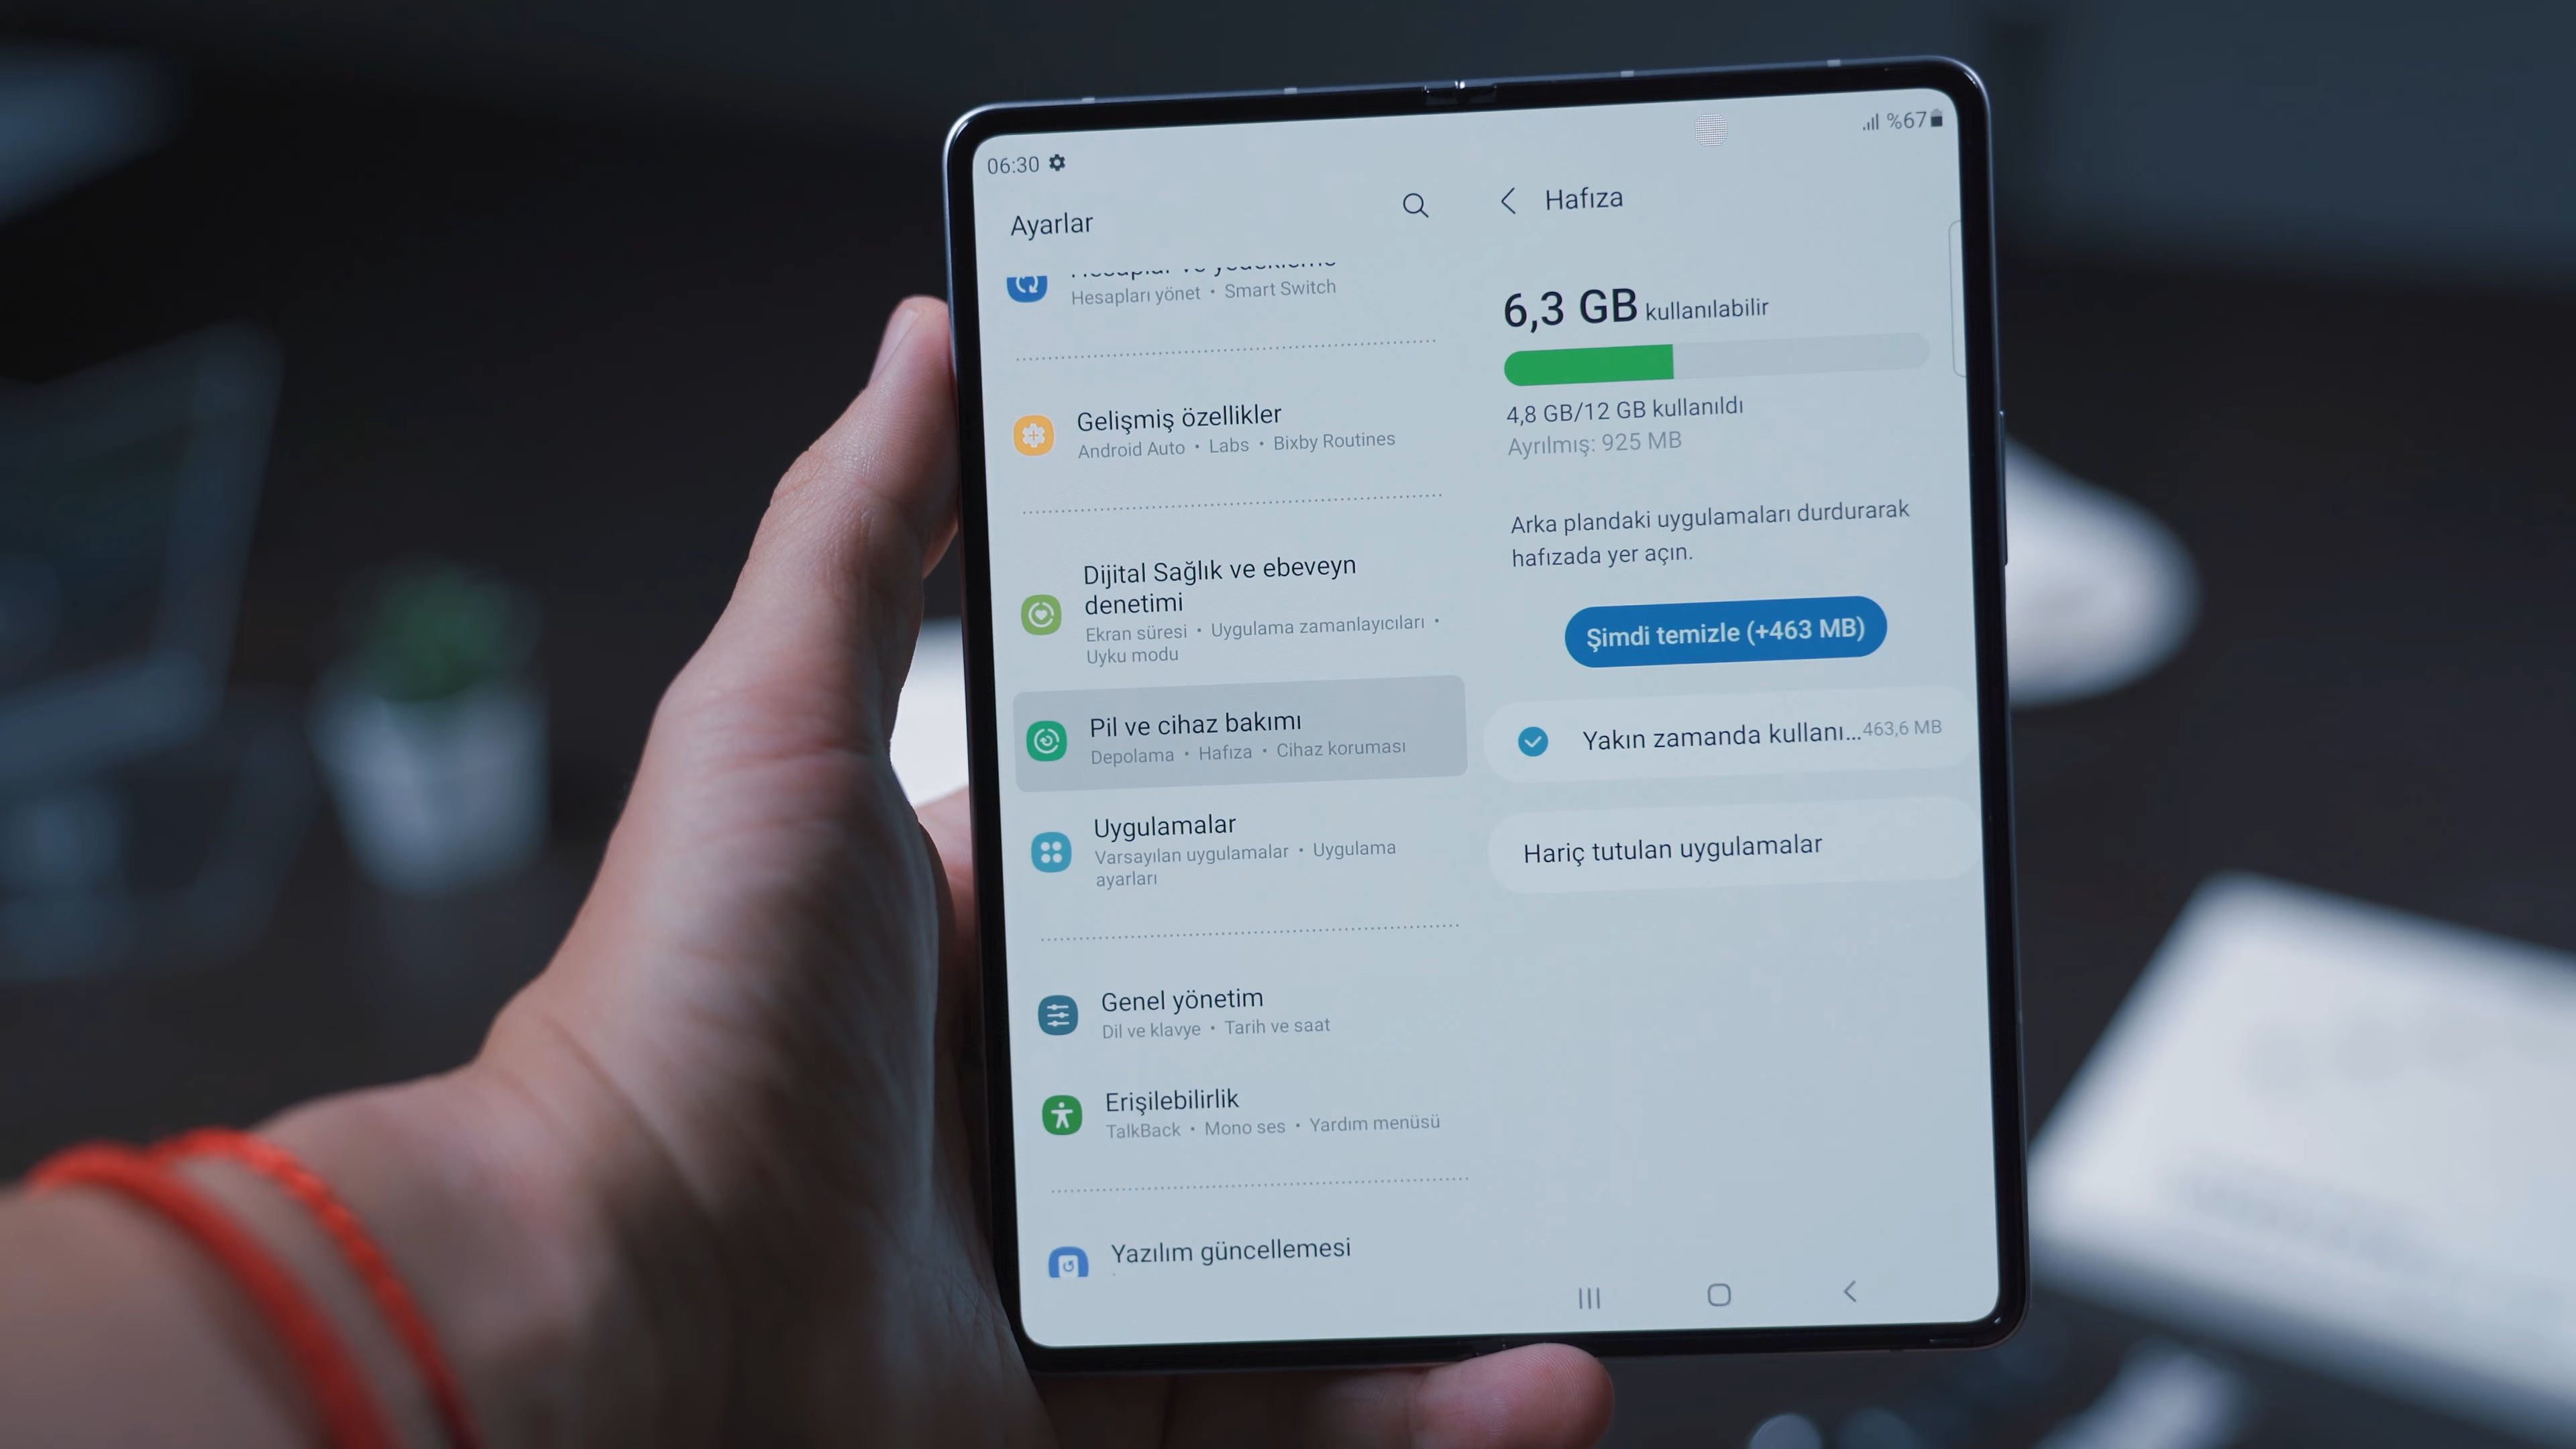 06:30
%67
Ayarlar
Hesapları yönet • Smart Switch
Gelişmiş özellikler
Android Auto • Labs • Bixby Routines
Dijital Sağlık ve ebeveyn
denetimi
Ekran süresi • Uygulama zamanlayıcıları •
Uyku modu
Pil ve cihaz bakımı
Depolama • Hafıza • Cihaz koruması
Uygulamalar
Varsayılan uygulamalar • Uygulama
ayarları
Genel yönetim
Dil ve klavye • Tarih ve saat
Erişilebilirlik
TalkBack • Mono ses • Yardım menüsü
Yazılım güncellemesi
Hafıza
6,3 GB kullanılabilir
4,8 GB/12 GB kullanıldı
Ayrılmış: 925 MB
Arka plandaki uygulamaları durdurarak
hafızada yer açın.
Şimdi temizle (+463 MB)
Yakın zamanda kullanı... 463,6 MB
Hariç tutulan uygulamalar